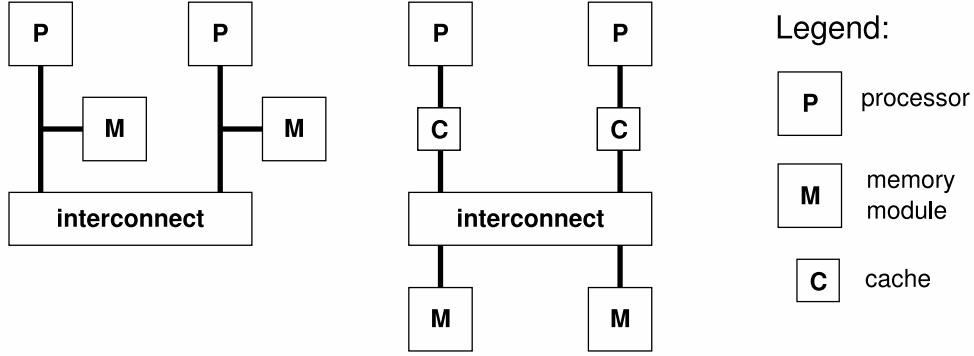 P P P P
Legend:
P processor
M M C C
interconnect interconnect
M memory
module
C cache
M M